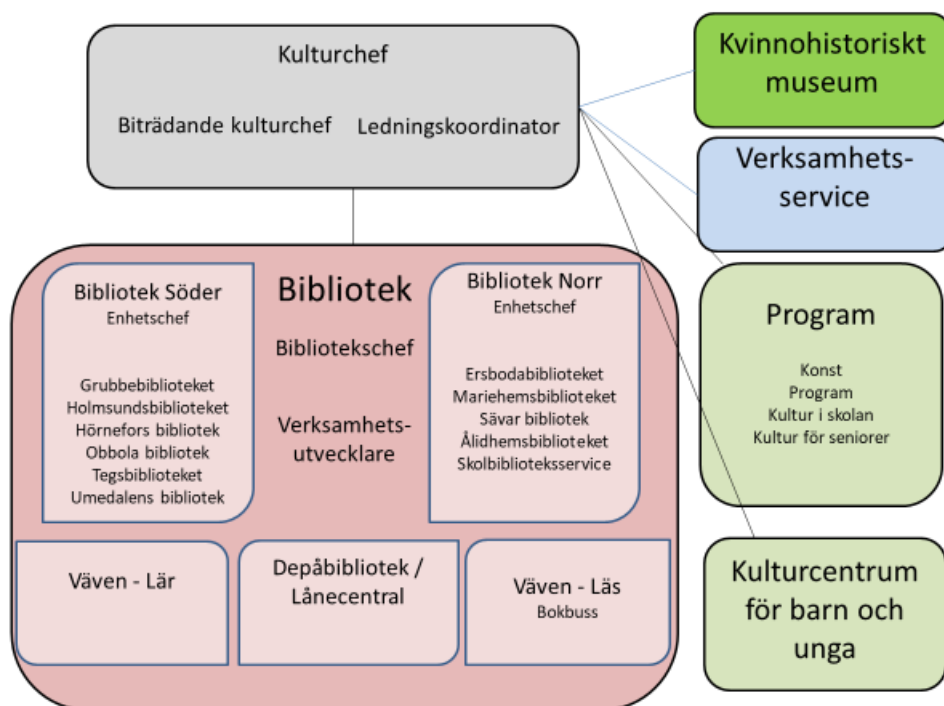 Kulturchef
Biträdande kulturchef
Ledningskoordinator
Kvinnohistoriskt
museum
Verksamhets-
service
Program
Konst
Program
Kultur i skolan
Kultur för seniorer
Kulturcentrum
för barn och
unga
Bibliotek
Bibliotekschef
Verksamhets-
utvecklare
Bibliotek Söder
Enhetschef
Grubbebiblioteket
Holmsundsbiblioteket
Hörnefors bibliotek
Obbola bibliotek
Tegsbiblioteket
Umedalens bibliotek
Bibliotek Norr
Enhetschef
Ersbodabiblioteket
Mariehemsbiblioteket
Sävar bibliotek
Ålidhemsbiblioteket
Skolbiblioteksservice
Väven - Lär
Depåbibliotek /
Lånecentral
Väven - Läs
Bokbuss